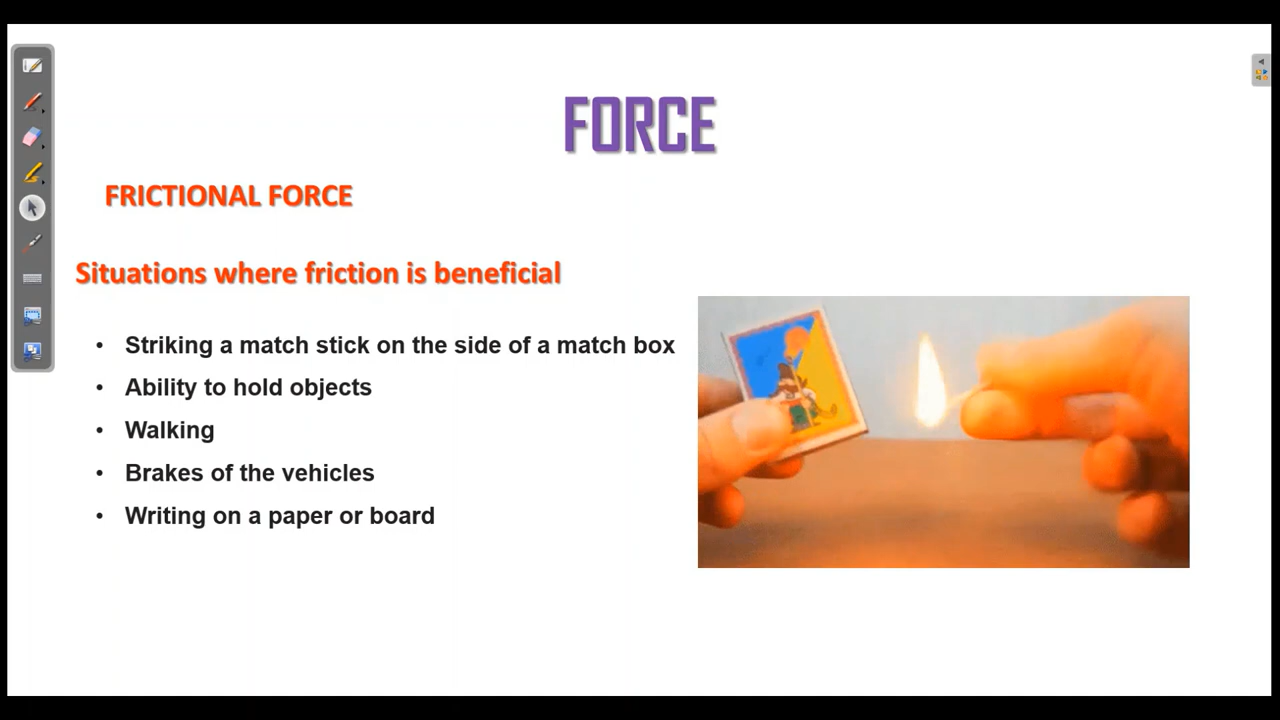 FORCE
FRICTIONAL FORCE
Situations where friction is beneficial
• Striking a match stick on the side of a match box
• Ability to hold objects
• Walking
• Brakes of the vehicles
• Writing on a paper or board